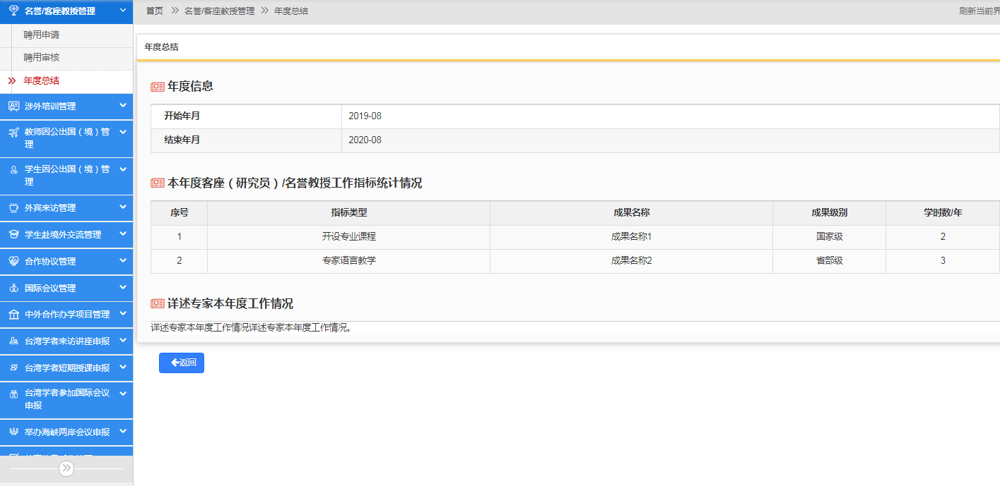 名誉/客座教授管理
聘用申请
聘用审核
年度总结
涉外培训管理
教师因公出国（境）管
理
学生因公出国（境）管
理
外宾来访管理
学生赴境外交流管理
合作协议管理
国际会议管理
中外合作办学项目管理
台湾学者来访讲座申报
台湾学者短期授课申报
台湾学者参加国际会议
申报
举办海峡两岸会议申报
首页 名誉/客座教授管理 年度总结
刷新当前界
年度总结
年度信息
开始年月 2019-08
结束年月 2020-08
本年度客座（研究员）/名誉教授工作指标统计情况
序号 指标类型 成果名称 成果级别 学时数/年
1 开设专业课程 成果名称1 国家级 2
2 专家语言教学 成果名称2 省部级 3
详述专家本年度工作情况
详述专家本年度工作情况详述专家本年度工作情况。
返回